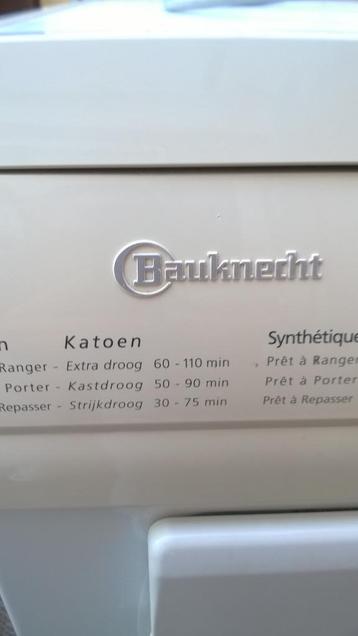 Bauknecht
n Katoen Synthétique
Ranger - Extra droog 60 - 110 min Prêt à Ranger
Porter - Kastdroog 50 - 90 min Prêt à Porter
Repasser - Strijkdroog 30 - 75 min Prêt à Repasser